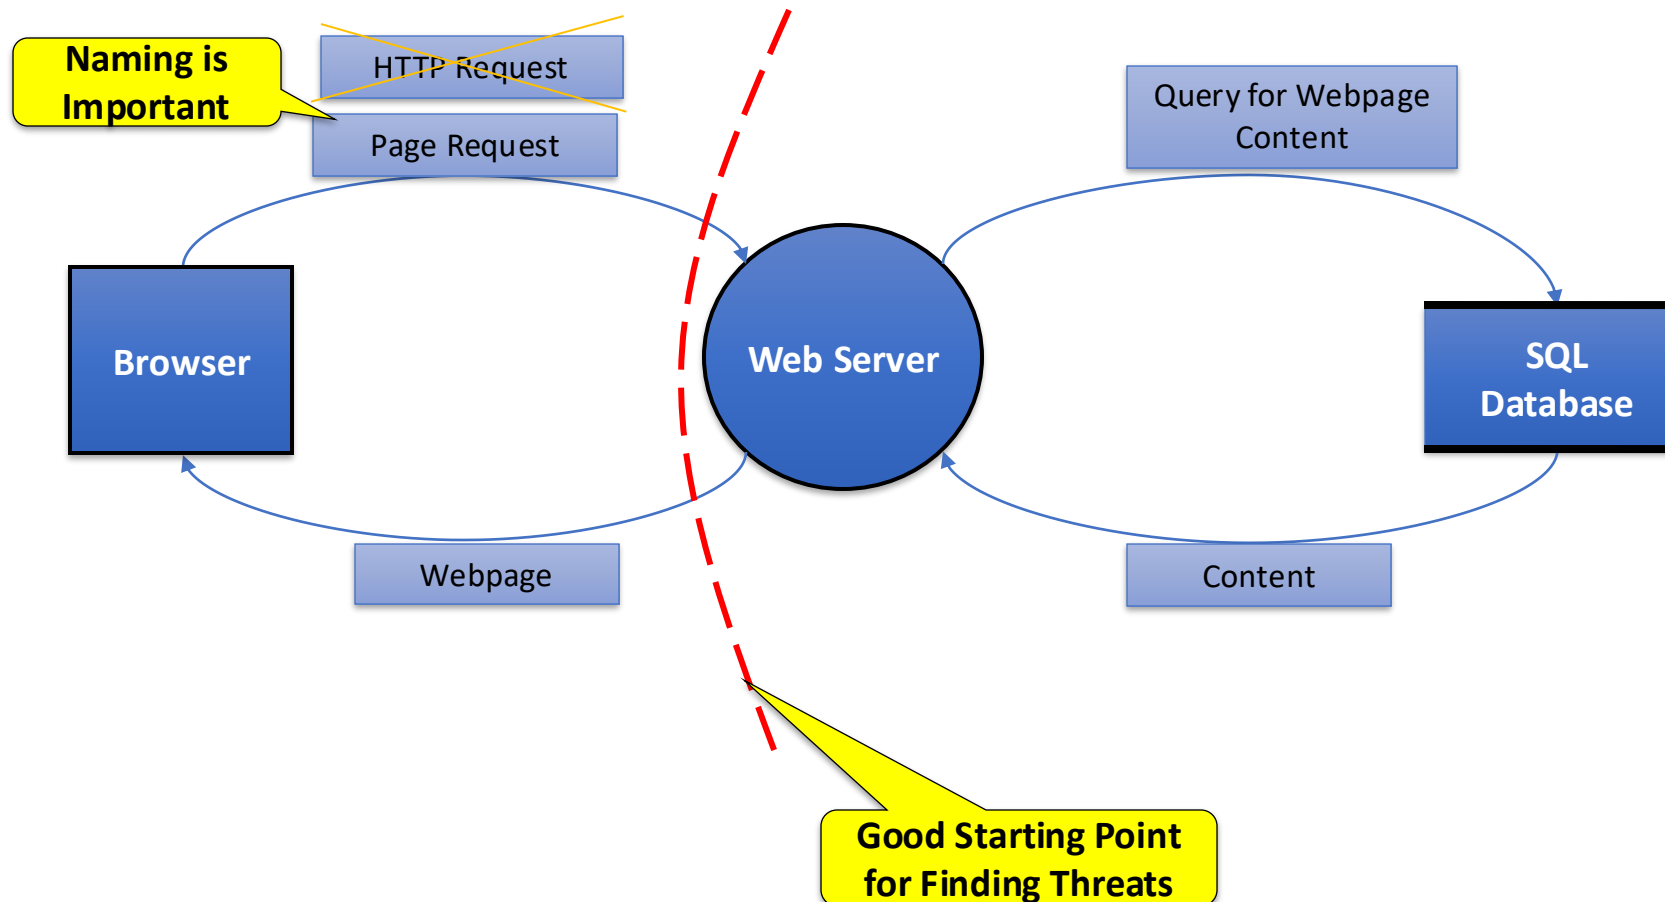 Naming is
Important
HTTP Request
Page Request
Query for Webpage
Content
Browser
Web Server
SQL
Database
Webpage
Content
Good Starting Point
for Finding Threats